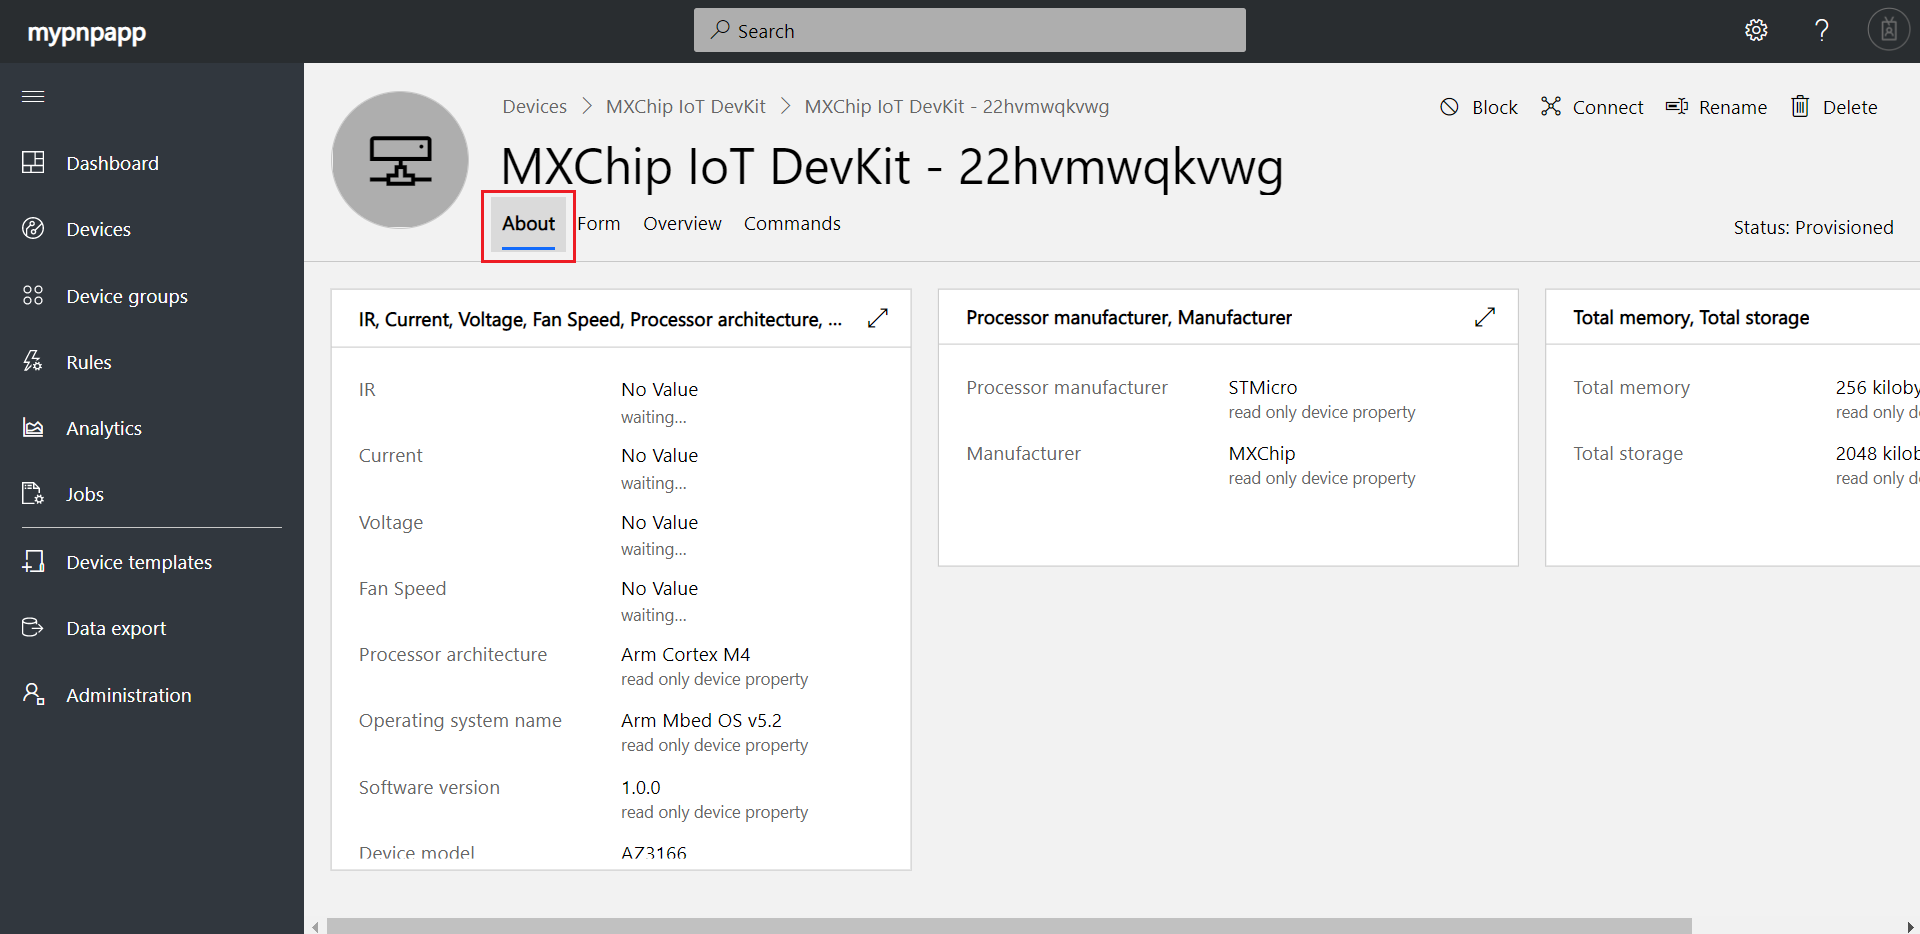 mypnpapp
Search
?
Dashboard
Devices
Device groups
Rules
Analytics
Jobs
Device templates
Data export
Administration
Devices > MXChip IoT DevKit > MXChip IoT DevKit - 22hvmwqkvwg
Block Connect Rename Delete
MXChip IoT DevKit - 22hvmwqkvwg
About Form Overview Commands
Status: Provisioned
IR, Current, Voltage, Fan Speed, Processor architecture, ...
IR No Value
waiting...
Current No Value
waiting...
Voltage No Value
waiting...
Fan Speed No Value
waiting...
Processor architecture Arm Cortex M4
read only device property
Operating system name Arm Mbed OS v5.2
read only device property
Software version 1.0.0
read only device property
Device model AZ3166
Processor manufacturer, Manufacturer
Processor manufacturer STMicro
read only device property
Manufacturer MXChip
read only device property
Total memory, Total storage
Total memory 256 kiloby
read only d
Total storage 2048 kilob
read only d